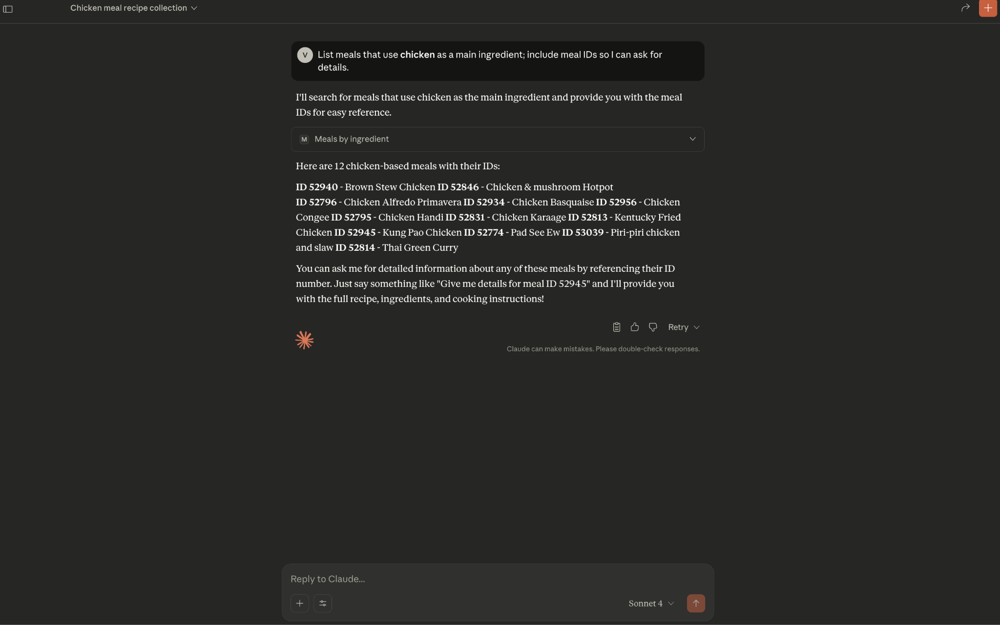 Chicken meal recipe collection
V
List meals that use chicken as a main ingredient; include meal IDs so I can ask for
details.
I'll search for meals that use chicken as the main ingredient and provide you with the meal
IDs for easy reference.
M Meals by ingredient
Here are 12 chicken-based meals with their IDs:
ID 52940 - Brown Stew Chicken ID 52846 - Chicken & mushroom Hotpot
ID 52796 - Chicken Alfredo Primavera ID 52934 - Chicken Basquaise ID 52956 - Chicken
Congee ID 52795 - Chicken Handi ID 52831 - Chicken Karaage ID 52813 - Kentucky Fried
Chicken ID 52945 - Kung Pao Chicken ID 52774 - Pad See Ew ID 53039 - Piri-piri chicken
and slaw ID 52814 - Thai Green Curry
You can ask me for detailed information about any of these meals by referencing their ID
number. Just say something like "Give me details for meal ID 52945" and I'll provide you
with the full recipe, ingredients, and cooking instructions!
Retry
Claude can make mistakes. Please double-check responses.
Reply to Claude...
Sonnet 4